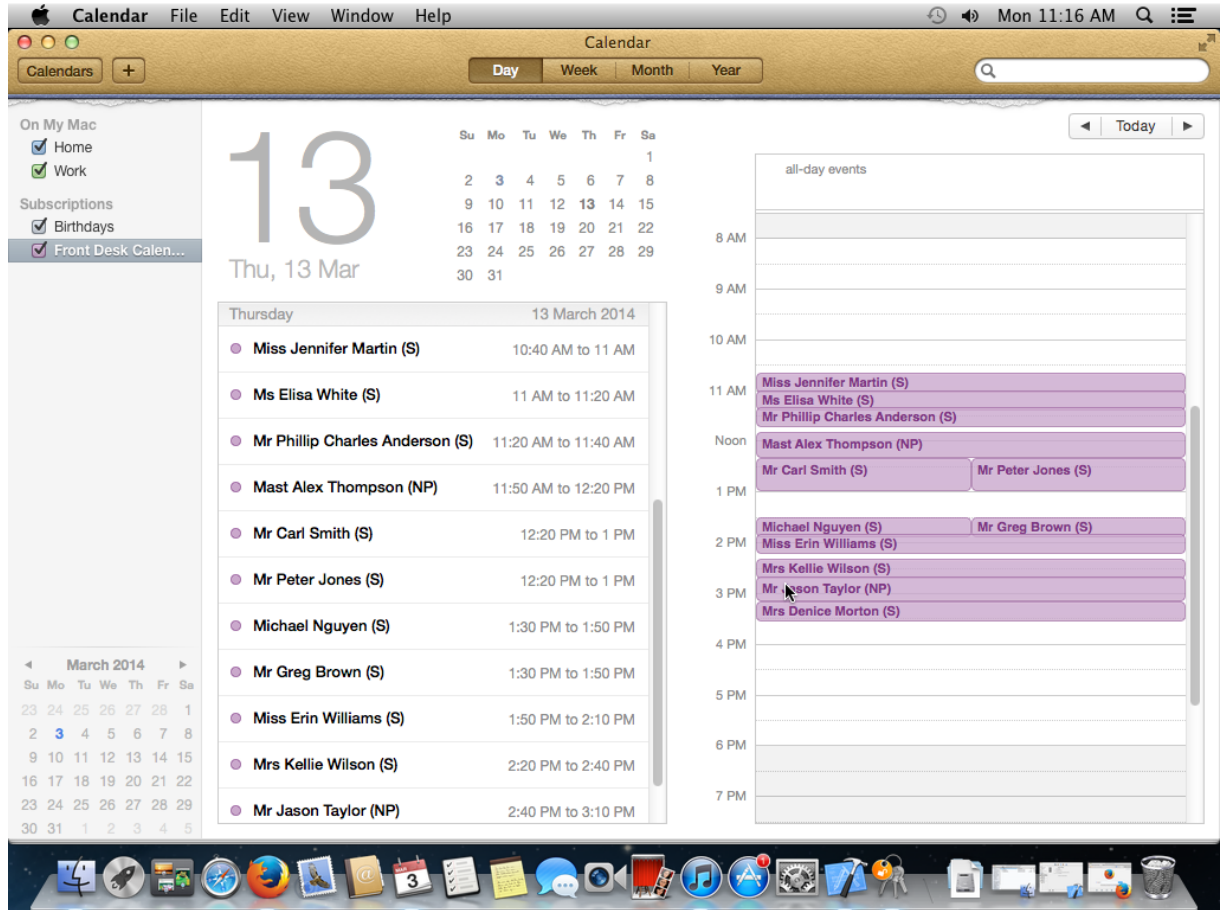 Calendar File Edit View Window Help Mon 11:16 AM
Calendar
Calendars + Day Week Month Year
On My Mac
Home
Work
Subscriptions
Birthdays
Front Desk Calen...
March 2014
Su Mo Tu We Th Fr Sa
23 24 25 26 27 28 1
2 3 4 5 6 7 8
9 10 11 12 13 14 15
16 17 18 19 20 21 22
23 24 25 26 27 28 29
30 31 1 2 3 4 5
13
Thu, 13 Mar
Su Mo Tu We Th Fr Sa
1
2 3 4 5 6 7 8
9 10 11 12 13 14 15
16 17 18 19 20 21 22
23 24 25 26 27 28 29
30 31
Thursday 13 March 2014
Miss Jennifer Martin (S) 10:40 AM to 11 AM
Ms Elisa White (S) 11 AM to 11:20 AM
Mr Phillip Charles Anderson (S) 11:20 AM to 11:40 AM
Mast Alex Thompson (NP) 11:50 AM to 12:20 PM
Mr Carl Smith (S) 12:20 PM to 1 PM
Mr Peter Jones (S) 12:20 PM to 1 PM
Michael Nguyen (S) 1:30 PM to 1:50 PM
Mr Greg Brown (S) 1:30 PM to 1:50 PM
Miss Erin Williams (S) 1:50 PM to 2:10 PM
Mrs Kellie Wilson (S) 2:20 PM to 2:40 PM
Mr Jason Taylor (NP) 2:40 PM to 3:10 PM
Today
all-day events
8 AM
9 AM
10 AM
Miss Jennifer Martin (S)
11 AM
Ms Elisa White (S)
Mr Phillip Charles Anderson (S)
Noon
Mast Alex Thompson (NP)
Mr Carl Smith (S) Mr Peter Jones (S)
1 PM
Michael Nguyen (S) Mr Greg Brown (S)
2 PM
Miss Erin Williams (S)
Mrs Kellie Wilson (S)
Mr Jason Taylor (NP)
3 PM
Mrs Denice Morton (S)
4 PM
5 PM
6 PM
7 PM
MAR
3
1